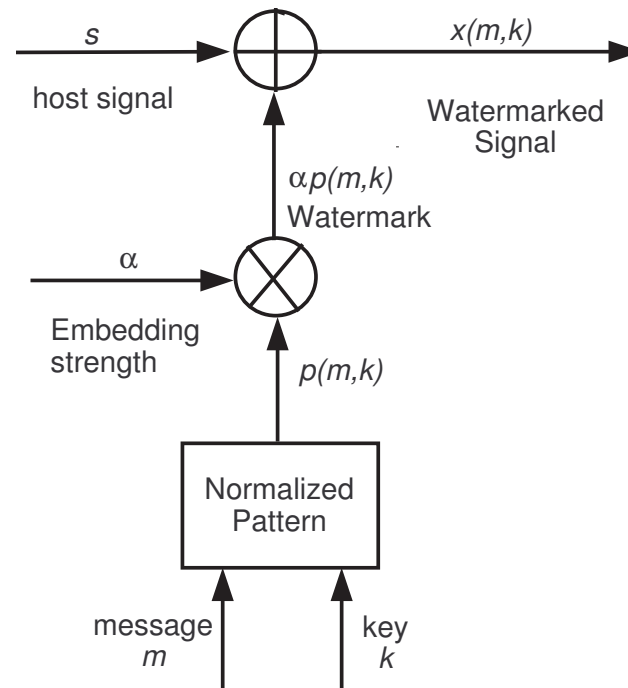 s
x(m,k)
host signal
Watermarked
Signal
αp(m,k)
Watermark
α
Embedding
strength
p(m,k)
Normalized
Pattern
message
m
key
k